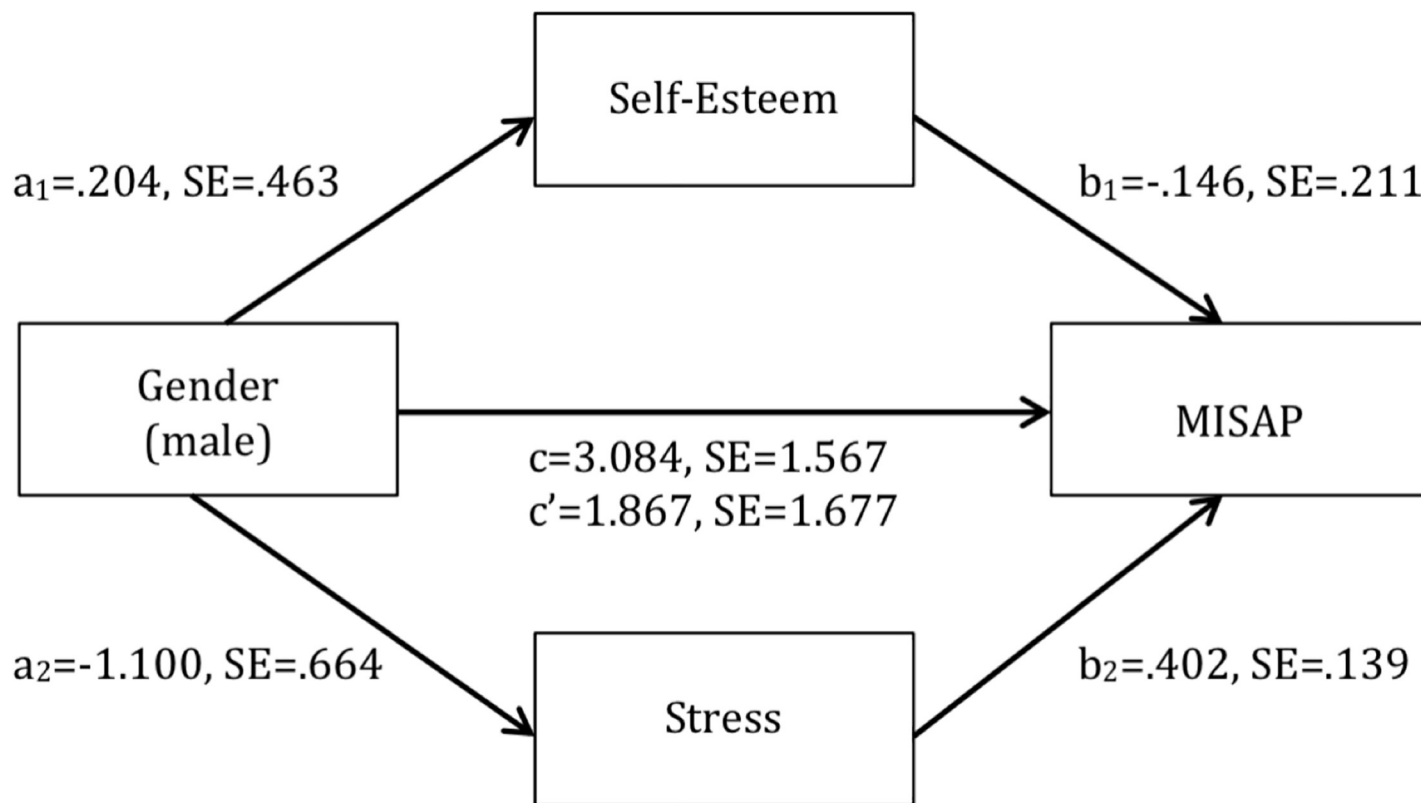 Self-Esteem
a₁=.204, SE=.463
b₁=-.146, SE=.211
Gender
(male)
MISAP
c=3.084, SE=1.567
c’=1.867, SE=1.677
a₂=-1.100, SE=.664
b₂=.402, SE=.139
Stress